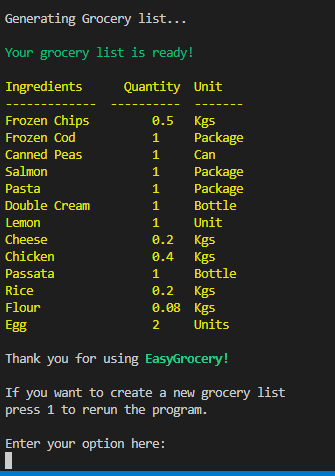 Generating Grocery list...
Your grocery list is ready!
Ingredients Quantity Unit
------------- ---------- -------
Frozen Chips 0.5 Kgs
Frozen Cod 1 Package
Canned Peas 1 Can
Salmon 1 Package
Pasta 1 Package
Double Cream 1 Bottle
Lemon 1 Unit
Cheese 0.2 Kgs
Chicken 0.4 Kgs
Passata 1 Bottle
Rice 0.2 Kgs
Flour 0.08 Kgs
Egg 2 Units
Thank you for using EasyGrocery!
If you want to create a new grocery list
press 1 to rerun the program.
Enter your option here: